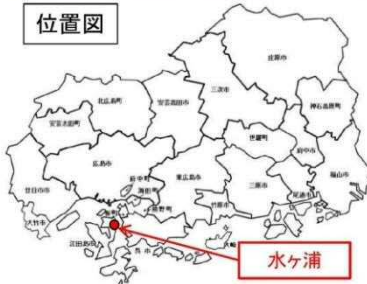 位置図
庄原市
三次市
北広島町
安芸高田市
神石高原町
安芸太田町
世羅町
府中市
広島市
府中町
海田町
東広島市
福山市
三原市
尾道市
廿日市市
竹原市
坂町
熊野町
大竹市
江田島市
呉市
大崎
水ヶ浦